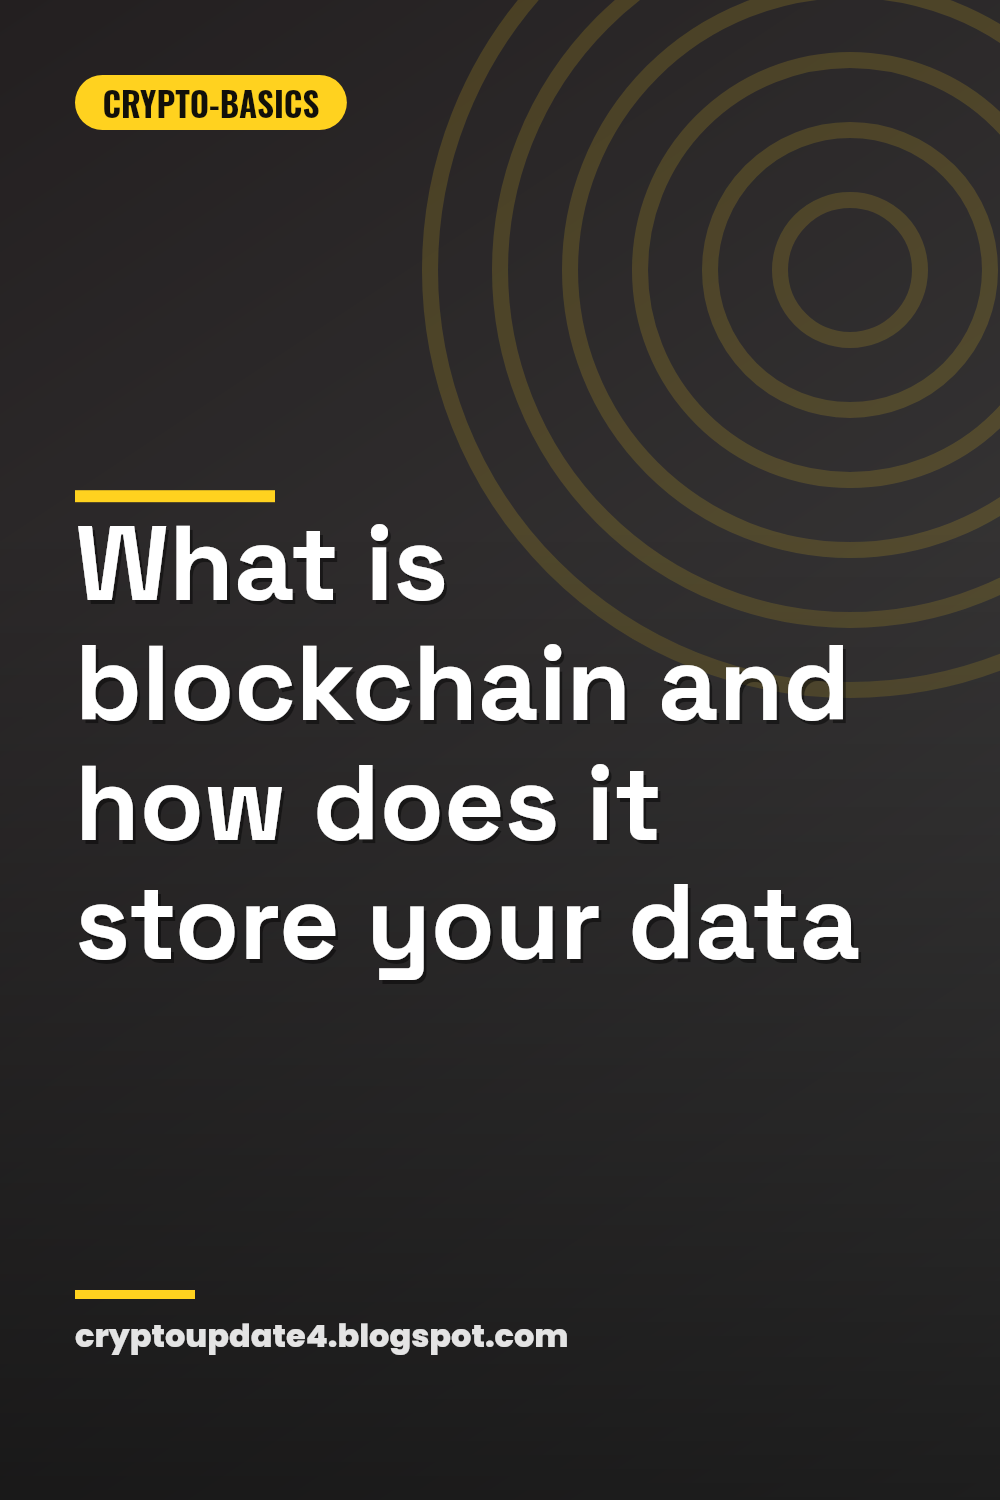 CRYPTO-BASICS
What is
blockchain and
how does it
store your data
cryptoupdate4.blogspot.com